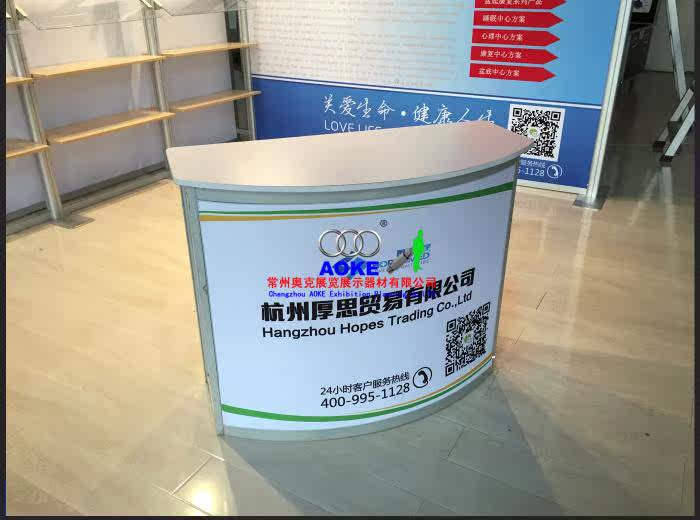 盆底康复系列产品
睡眠中心方案
心理中心方案
康复中心方案
盆底中心方案
关爱生命·健康人生
LOVE LIFE
-1128
®
AOKE
常州奥克展览展示器材有限公司
Changzhou AOKE Exhibition
杭州厚思贸易有限公司
Hangzhou Hopes Trading Co.,Ltd
24小时客户服务热线
400-995-1128